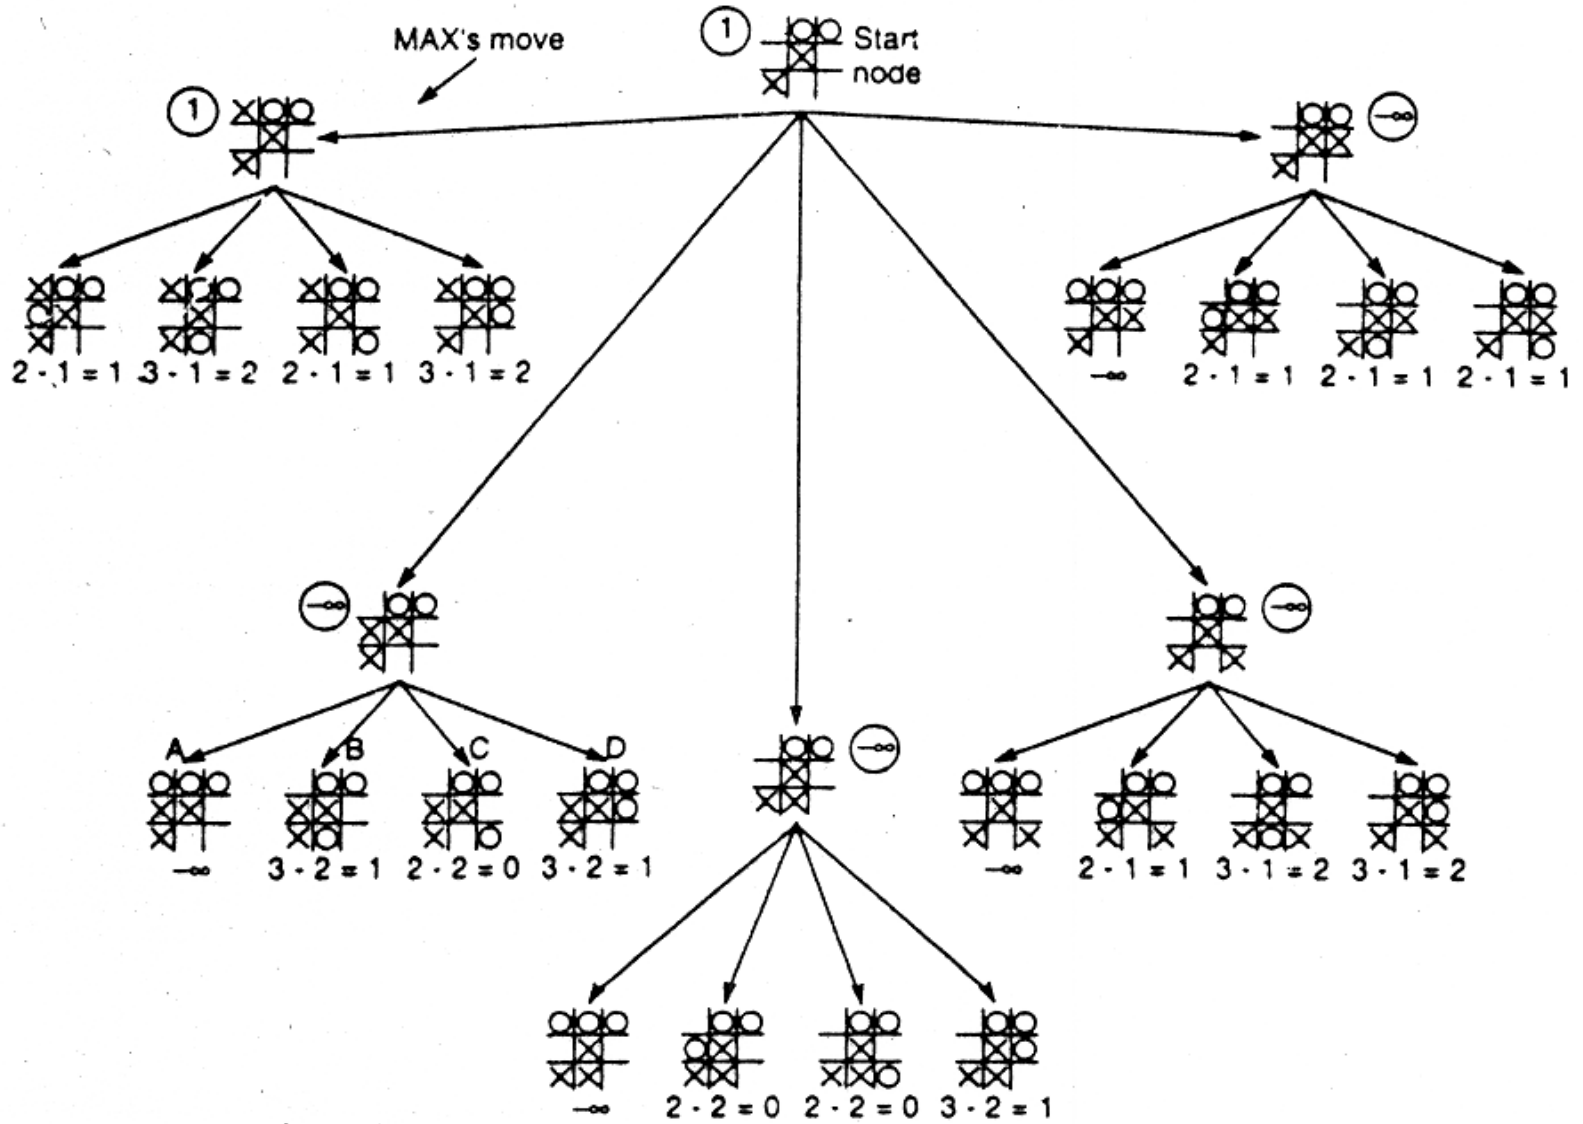 MAX's move
1
Start
node
1
-∞
2 - 1 = 1
3 - 1 = 2
2 - 1 = 1
3 - 1 = 2
-∞
2 - 1 = 1
2 - 1 = 1
2 - 1 = 1
-∞
-∞
A
B
C
D
-∞
-∞
3 - 2 = 1
2 - 2 = 0
3 - 2 = 1
-∞
2 - 1 = 1
3 - 1 = 2
3 - 1 = 2
-∞
2 - 2 = 0
2 - 2 = 0
3 - 2 = 1